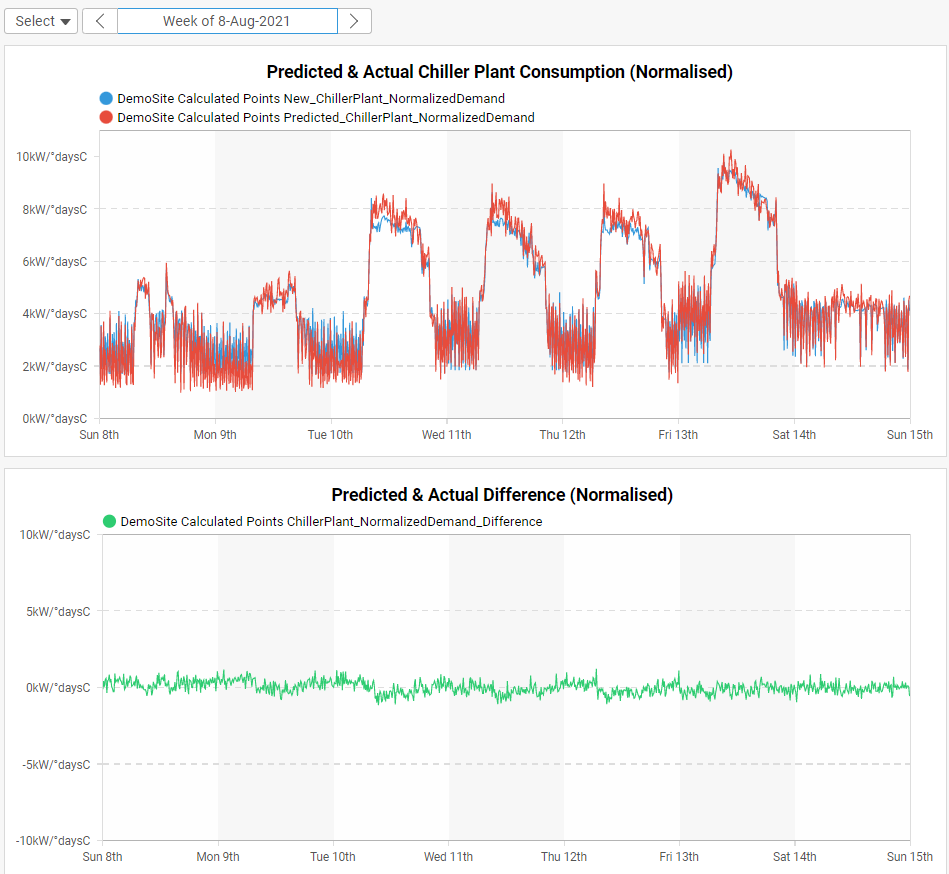 Select
Week of 8-Aug-2021
Predicted & Actual Chiller Plant Consumption (Normalised)
DemoSite Calculated Points New_ChillerPlant_NormalizedDemand
DemoSite Calculated Points Predicted_ChillerPlant_NormalizedDemand
10kW/°daysC
8kW/°daysC
6kW/°daysC
4kW/°daysC
2kW/°daysC
0kW/°daysC
Sun 8th Mon 9th Tue 10th Wed 11th Thu 12th Fri 13th Sat 14th Sun 15th
Predicted & Actual Difference (Normalised)
DemoSite Calculated Points ChillerPlant_NormalizedDemand_Difference
10kW/°daysC
5kW/°daysC
0kW/°daysC
-5kW/°daysC
-10kW/°daysC
Sun 8th Mon 9th Tue 10th Wed 11th Thu 12th Fri 13th Sat 14th Sun 15th